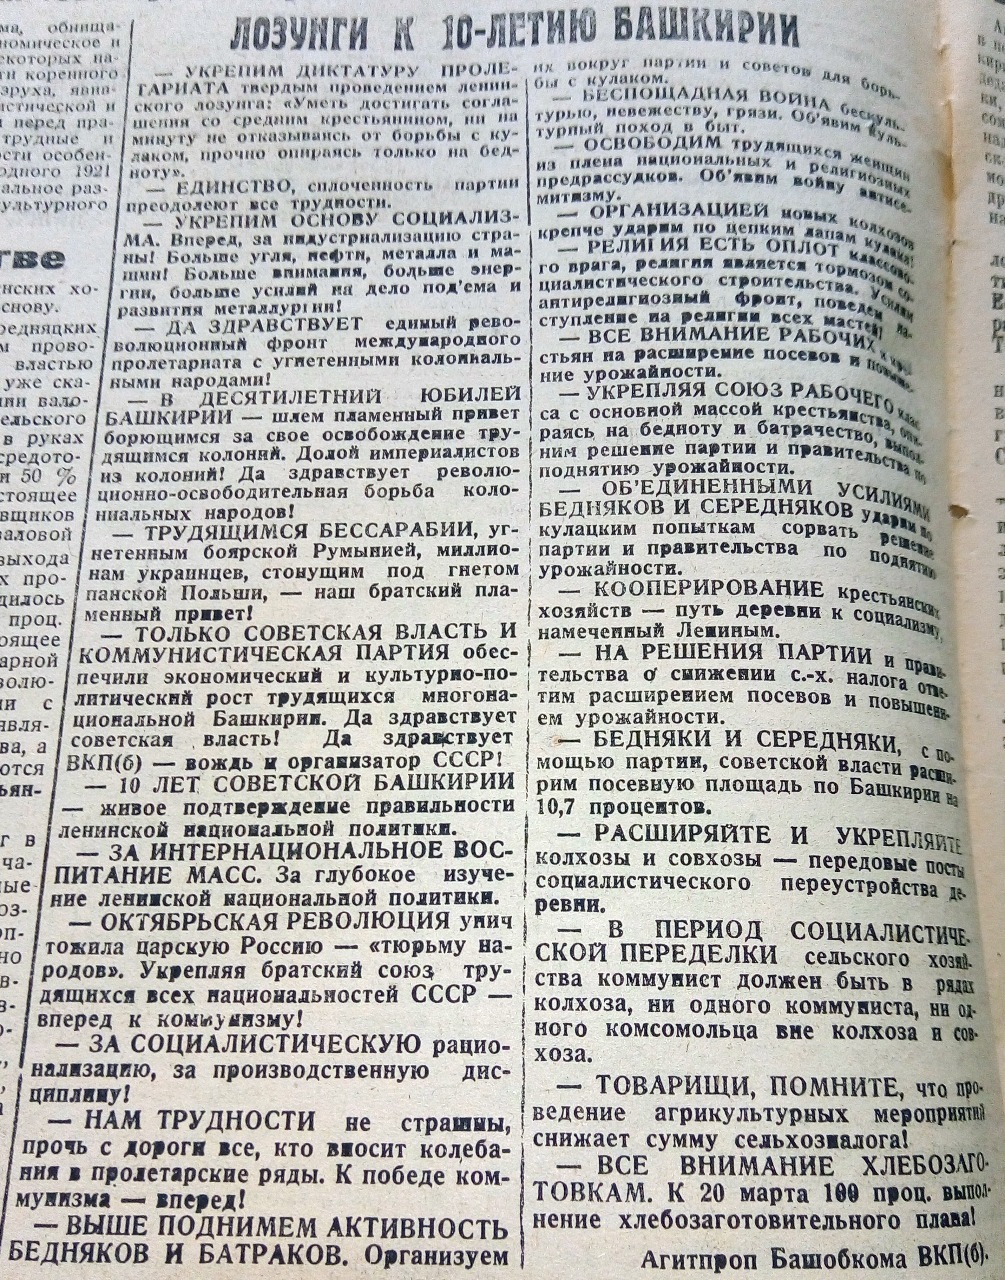 ЛОЗУНГИ К 10-ЛЕТИЮ БАШКИРИИ
— УКРЕПИМ ДИКТАТУРУ ПРОЛЕ-
ТАРИАТА твердым проведением ленин-
ского лозунга: «Уметь достигать согла-
шения со средним крестьянином, ни на
минуту не отказываясь от борьбы с ку-
лаком, прочно опираясь только на бед-
ноту».
— ЕДИНСТВО, сплоченность партии
преодолеют все трудности.
— УКРЕПИМ ОСНОВУ СОЦИАЛИЗ-
МА. Вперед, за индустриализацию стра-
ны! Больше угля, нефти, металла и ма-
шин! Больше внимания, больше энер-
гии, больше усилий на дело под'ема и
развития металлургии!
— ДА ЗДРАВСТВУЕТ единый рево-
волюционный фронт международного
пролетариата с угнетенными колониаль-
ными народами!
— В ДЕСЯТИЛЕТНИЙ ЮБИЛЕЙ
БАШКИРИИ — шлем пламенный привет
борющимся за свое освобождение тру-
дящимся колоний. Долой империалистов
из колоний! Да здравствует револю-
ционно-освободительная борьба коло-
ниальных народов!
— ТРУДЯЩИМСЯ БЕССАРАБИИ, уг-
нетенным боярской Румынией, миллио-
нам украинцев, стонущим под гнетом
панской Польши, — наш братский пла-
менный привет!
— ТОЛЬКО СОВЕТСКАЯ ВЛАСТЬ И
КОММУНИСТИЧЕСКАЯ ПАРТИЯ обес-
печили экономический и культурно-по-
литический рост трудящихся многона-
циональной Башкирии. Да здравствует
советская власть! Да здравствует
ВКП(б) — вождь и организатор СССР!
— 10 ЛЕТ СОВЕТСКОЙ БАШКИРИИ
— живое подтверждение правильности
ленинской национальной политики.
— ЗА ИНТЕРНАЦИОНАЛЬНОЕ ВОС-
ПИТАНИЕ МАСС. За глубокое изуче-
ние ленинской национальной политики.
— ОКТЯБРЬСКАЯ РЕВОЛЮЦИЯ унич
тожила царскую Россию — «тюрьму на-
родов». Укрепляя братский союз тру-
дящихся всех национальностей СССР —
вперед к коммунизму!
— ЗА СОЦИАЛИСТИЧЕСКУЮ рацио-
нализацию, за производственную дис-
циплину!
— НАМ ТРУДНОСТИ не страшны,
прочь с дороги все, кто вносит колеба-
ния в пролетарские ряды. К победе ком-
мунизма — вперед!
— ВЫШЕ ПОДНИМЕМ АКТИВНОСТЬ
БЕДНЯКОВ И БАТРАКОВ. Организуем
их вокруг партии и советов для борь-
бы с кулаком.
— БЕСПОЩАДНАЯ ВОЙНА бескуль-
турью, невежеству, грязи. Об'явим куль-
турный поход в быт.
— ОСВОБОДИМ трудящихся женщин
из плена национальных и религиозных
предрассудков. Об'явим войну антисе-
митизму.
— ОРГАНИЗАЦИЕЙ новых колхозов
крепче ударим по цепким лапам кулака!
— РЕЛИГИЯ ЕСТЬ ОПЛОТ классово-
го врага, религия является тормозом со-
циалистического строительства. Усилим
антирелигиозный фронт, поведем на-
ступление на религии всех мастей!
— ВСЕ ВНИМАНИЕ РАБОЧИХ и кре-
стьян на расширение посевов и повыше-
ние урожайности.
— УКРЕПЛЯЯ СОЮЗ РАБОЧЕГО клас
са с основной массой крестьянства, опи-
раясь на бедноту и батрачество, выпол-
ним решение партии и правительства по
поднятию урожайности.
— ОБ'ЕДИНЕННЫМИ УСИЛИЯМИ
БЕДНЯКОВ И СЕРЕДНЯКОВ ударим по
кулацким попыткам сорвать решение
партии и правительства по поднятию
урожайности.
— КООПЕРИРОВАНИЕ крестьянских
хозяйств — путь деревни к социализму,
намеченный Лениным.
— НА РЕШЕНИЯ ПАРТИИ и прави-
тельства о снижении с.-х. налога отве-
тим расширением посевов и повышени-
ем урожайности.
— БЕДНЯКИ И СЕРЕДНЯКИ, с по-
мощью партии, советской власти расши-
рим посевную площадь по Башкирии на
10,7 процентов.
— РАСШИРЯЙТЕ И УКРЕПЛЯЙТЕ
колхозы и совхозы — передовые посты
социалистического переустройства де-
ревни.
— В ПЕРИОД СОЦИАЛИСТИЧЕ-
СКОЙ ПЕРЕДЕЛКИ сельского хозяй-
ства коммунист должен быть в рядах
колхоза, ни одного коммуниста, ни од-
ного комсомольца вне колхоза и сов-
хоза.
— ТОВАРИЩИ, ПОМНИТЕ, что про-
ведение агрикультурных мероприятий
снижает сумму сельхозналога!
— ВСЕ ВНИМАНИЕ ХЛЕБОЗАГО-
ТОВКАМ. К 20 марта 100 проц. выпол-
нение хлебозаготовительного плана!
Агитпроп Башобкома ВКП(б).